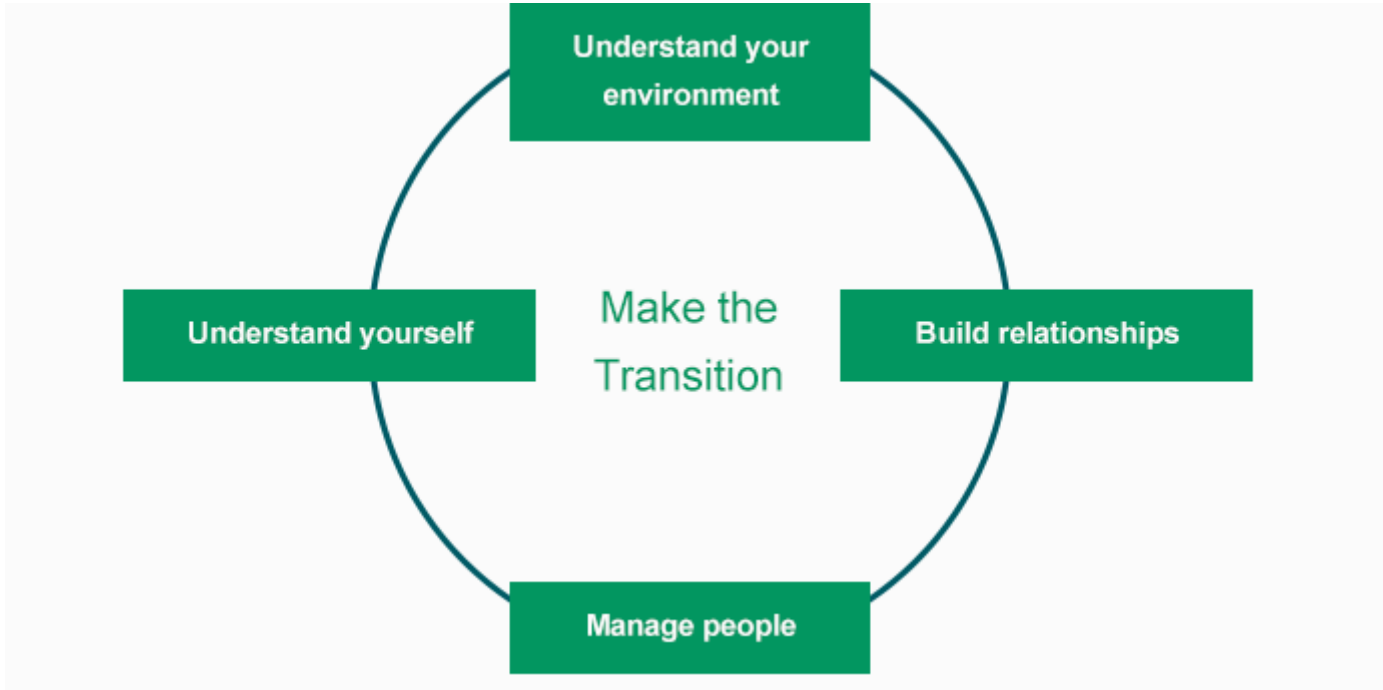 Understand your
environment
Understand yourself
Make the
Transition
Build relationships
Manage people